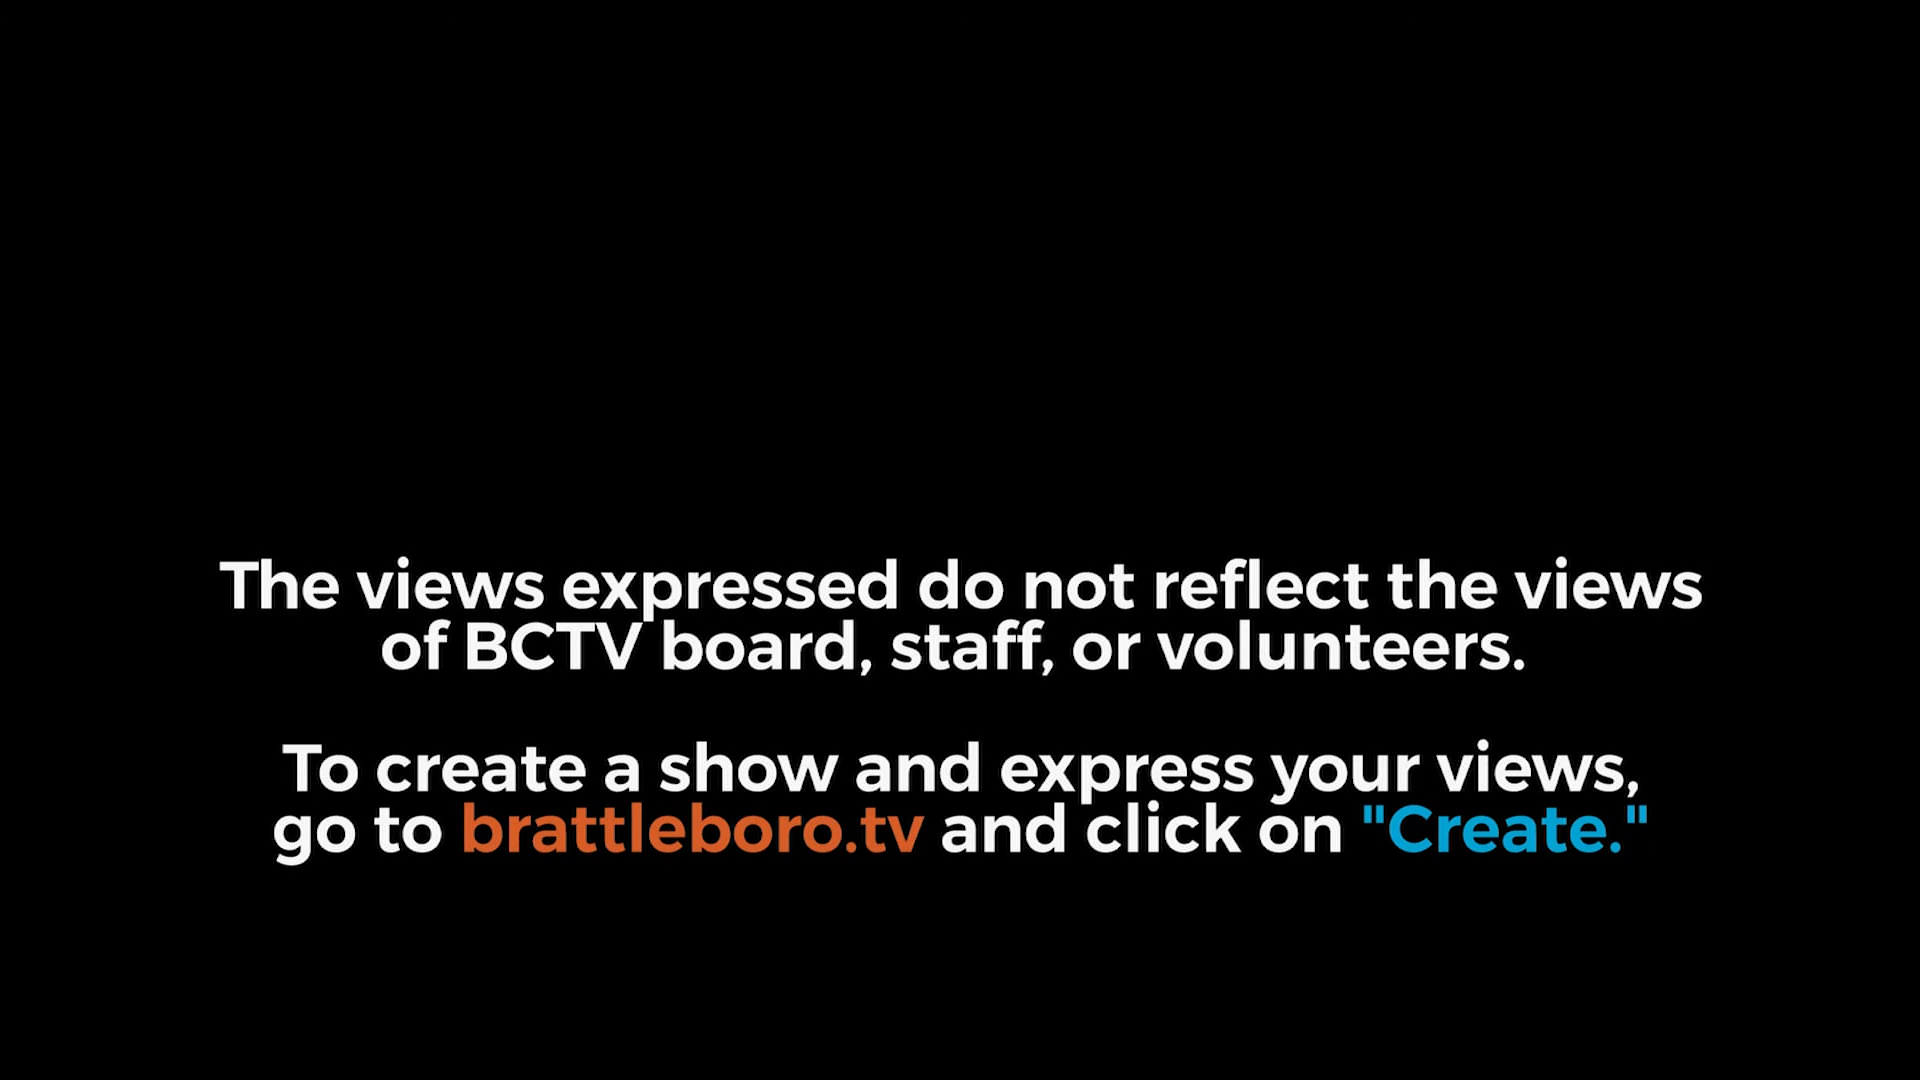 The views expressed do not reflect the views
of BCTV board, staff, or volunteers.
To create a show and express your views,
go to brattleboro.tv and click on "Create."